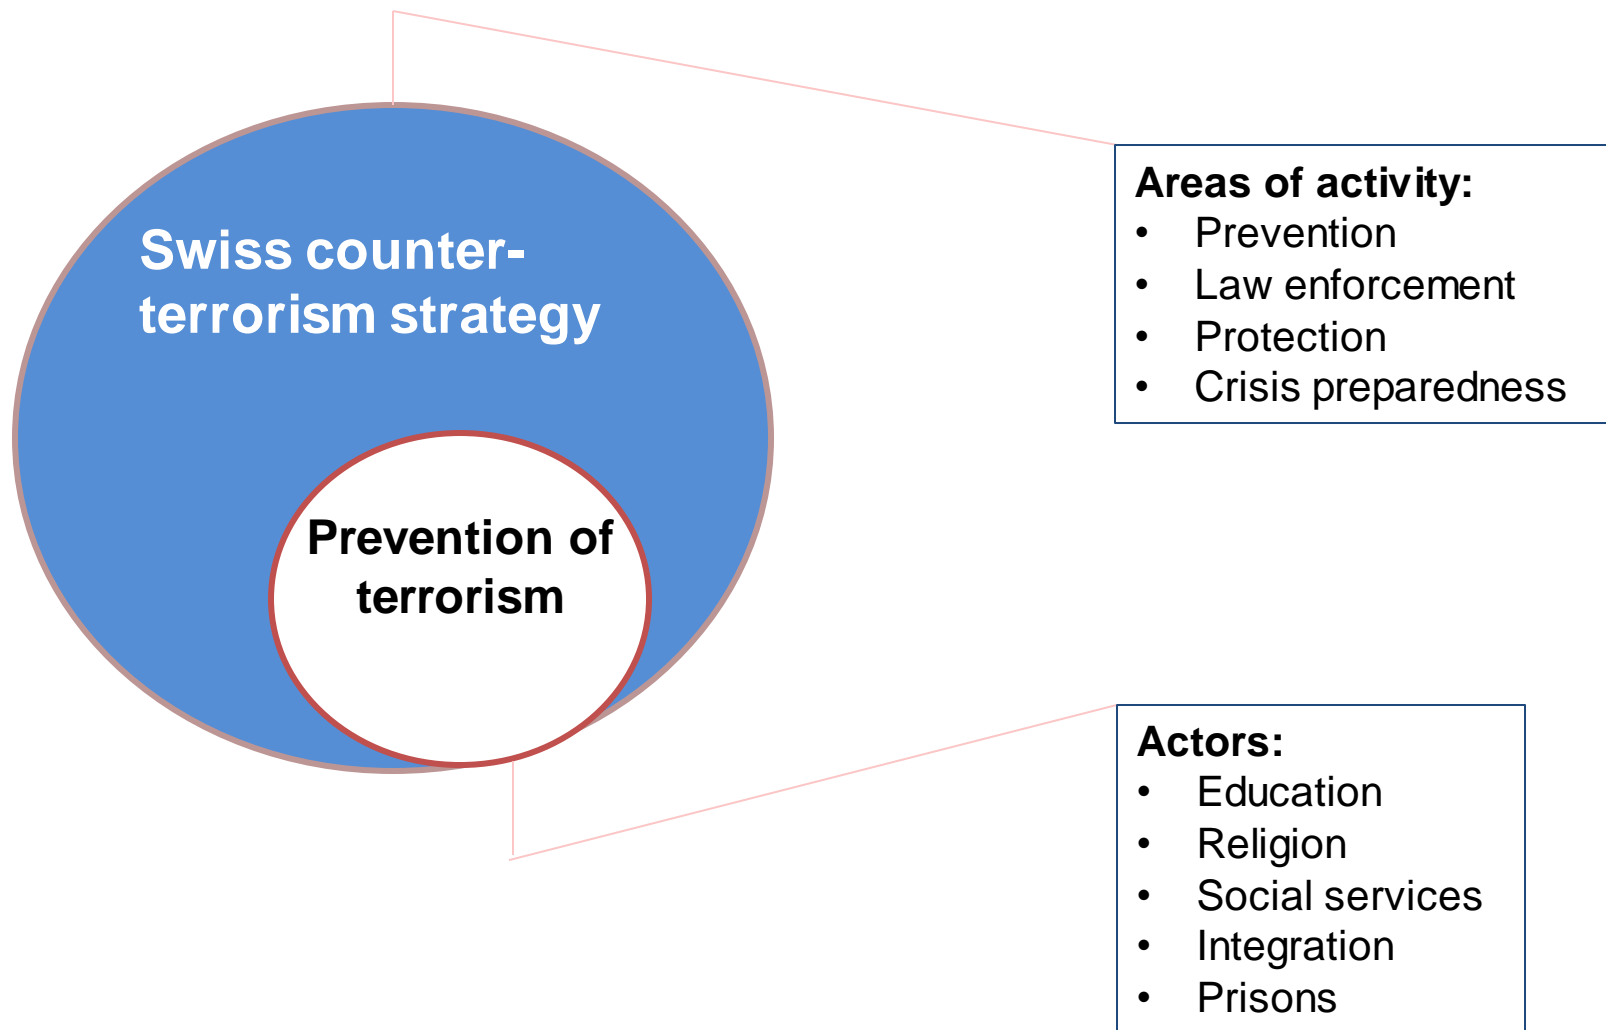 Swiss counter-
terrorism strategy
Prevention of
terrorism
Areas of activity:
• Prevention
• Law enforcement
• Protection
• Crisis preparedness
Actors:
• Education
• Religion
• Social services
• Integration
• Prisons